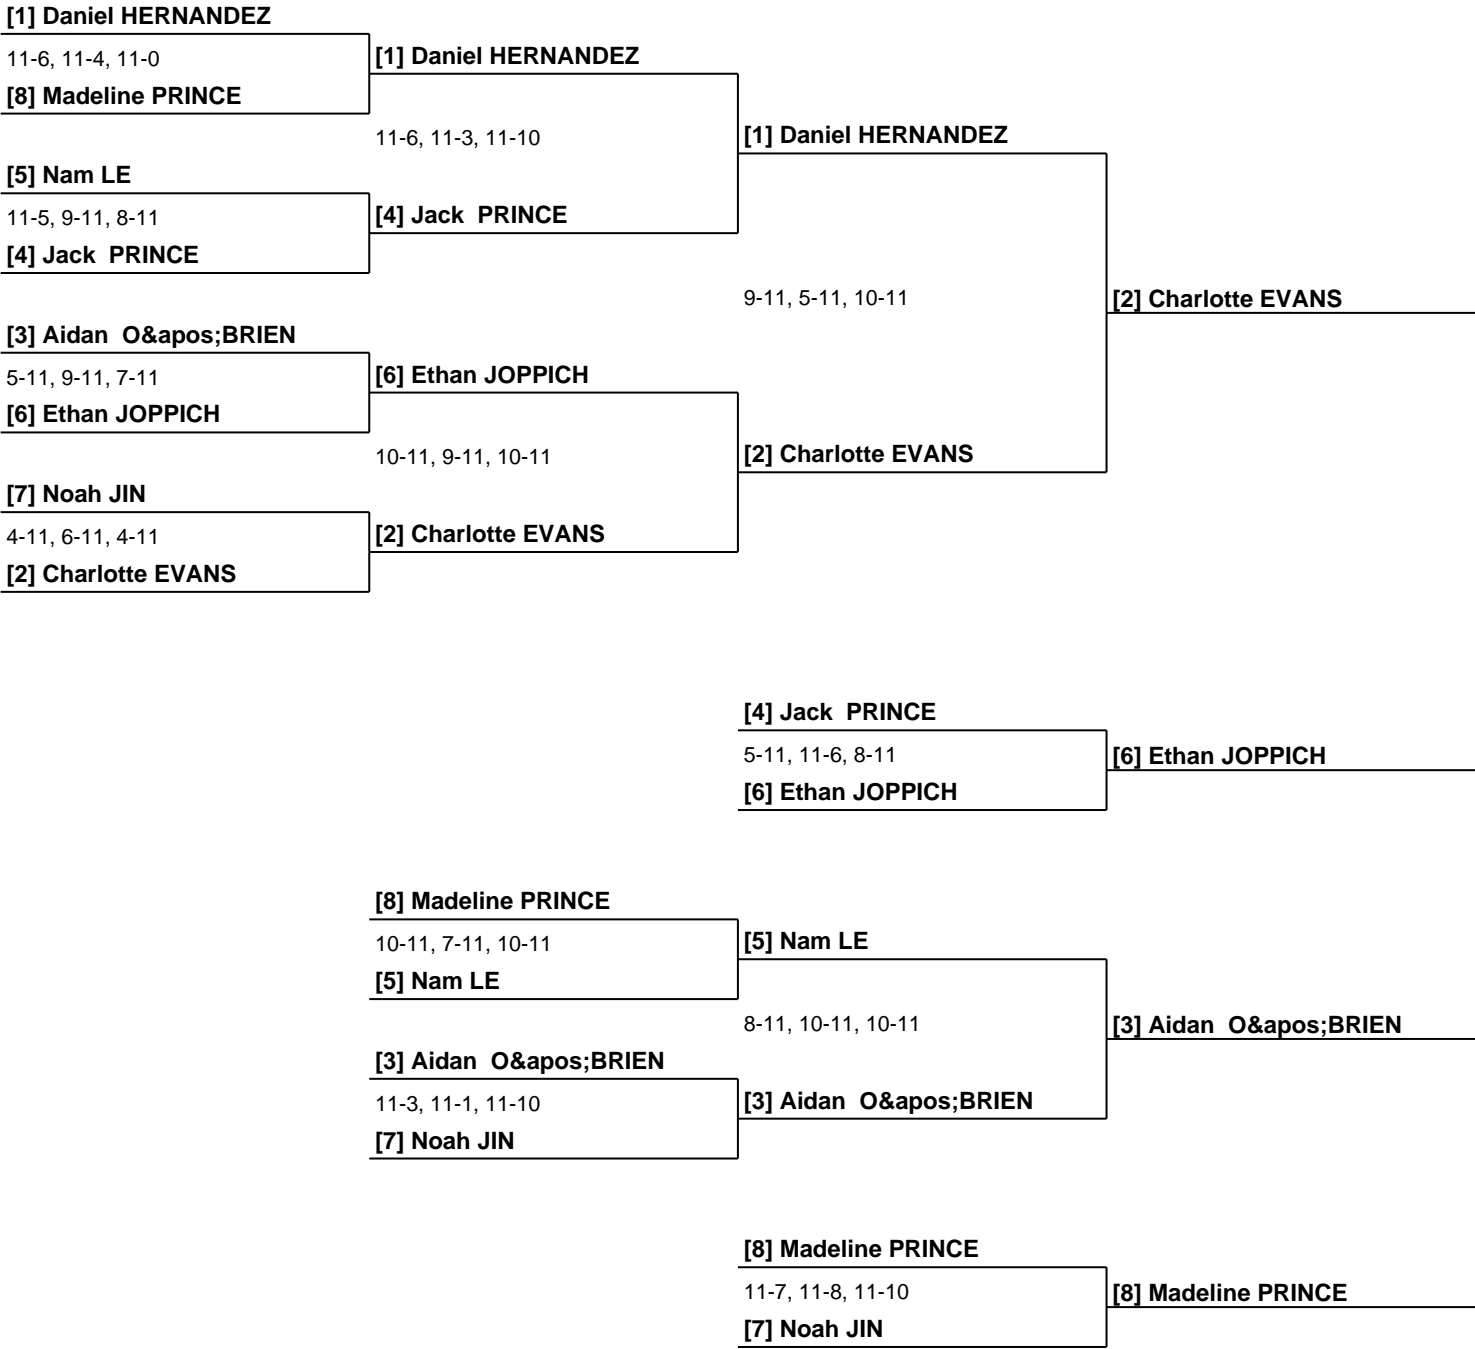 [1] Daniel HERNANDEZ
11-6, 11-4, 11-0
[8] Madeline PRINCE
[5] Nam LE
11-5, 9-11, 8-11
[4] Jack  PRINCE
[3] Aidan  O&apos;BRIEN
5-11, 9-11, 7-11
[6] Ethan JOPPICH
[7] Noah JIN
4-11, 6-11, 4-11
[2] Charlotte EVANS
[1] Daniel HERNANDEZ
11-6, 11-3, 11-10
[4] Jack  PRINCE
[6] Ethan JOPPICH
10-11, 9-11, 10-11
[2] Charlotte EVANS
[1] Daniel HERNANDEZ
9-11, 5-11, 10-11
[2] Charlotte EVANS
[2] Charlotte EVANS
[4] Jack  PRINCE
5-11, 11-6, 8-11
[6] Ethan JOPPICH
[6] Ethan JOPPICH
[8] Madeline PRINCE
10-11, 7-11, 10-11
[5] Nam LE
[3] Aidan  O&apos;BRIEN
11-3, 11-1, 11-10
[7] Noah JIN
[5] Nam LE
8-11, 10-11, 10-11
[3] Aidan  O&apos;BRIEN
[3] Aidan  O&apos;BRIEN
[8] Madeline PRINCE
11-7, 11-8, 11-10
[7] Noah JIN
[8] Madeline PRINCE